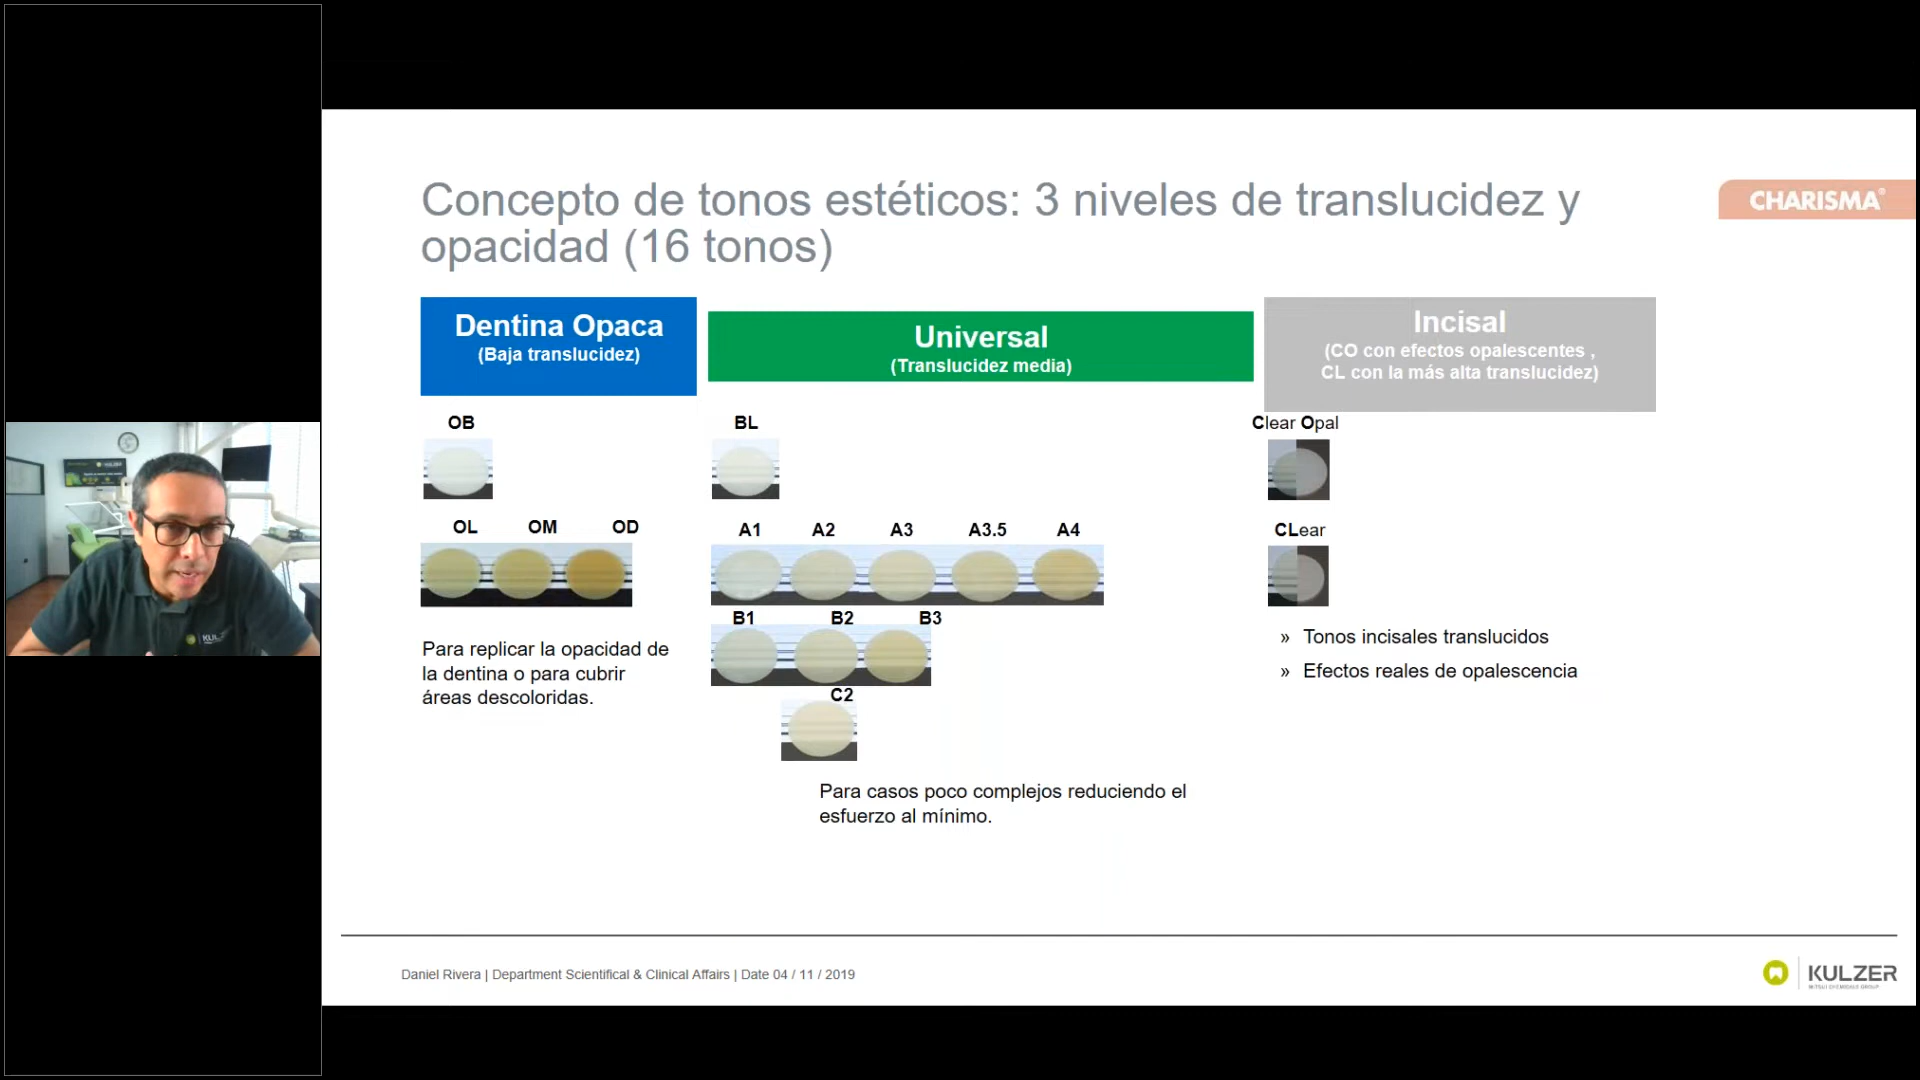 Concepto de tonos estéticos: 3 niveles de translucidez y
opacidad (16 tonos)
CHARISMA®
Dentina Opaca
(Baja translucidez)
OB
OL OM OD
Para replicar la opacidad de
la dentina o para cubrir
áreas descoloridas.
Universal
(Translucidez media)
BL
A1 A2 A3 A3.5 A4
B1 B2 B3
C2
Para casos poco complejos reduciendo el
esfuerzo al mínimo.
Incisal
(CO con efectos opalescentes ,
CL con la más alta translucidez)
Clear Opal
CLear
» Tonos incisales translucidos
» Efectos reales de opalescencia
Daniel Rivera | Department Scientifical & Clinical Affairs | Date 04 / 11 / 2019
KULZER
MITSUI CHEMICALS GROUP
KULZER